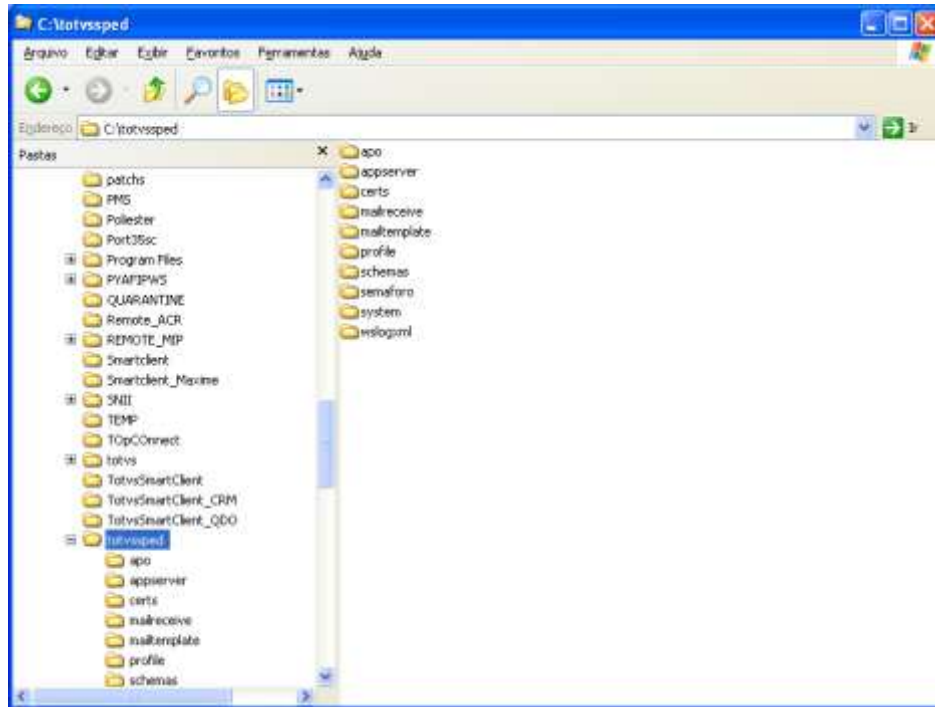 C:\totvssped
Arquivo Editar Exibir Favoritos Ferramentas Ajuda
Endereço C:\totvssped Ir
Pastas
patchs
PMS
Poliester
Port35sc
Program Files
PYAFIPWS
QUARANTINE
Remote_ACR
REMOTE_MIP
Smartclient
Smartclient_Maxime
SNII
TEMP
TOpCOnnect
totvs
TotvsSmartClient
TotvsSmartClient_CRM
TotvsSmartClient_QDO
totvssped
apo
appserver
certs
mailreceive
mailtemplate
profile
schemas
apo
appserver
certs
mailreceive
mailtemplate
profile
schemas
semaforo
system
wslogxml